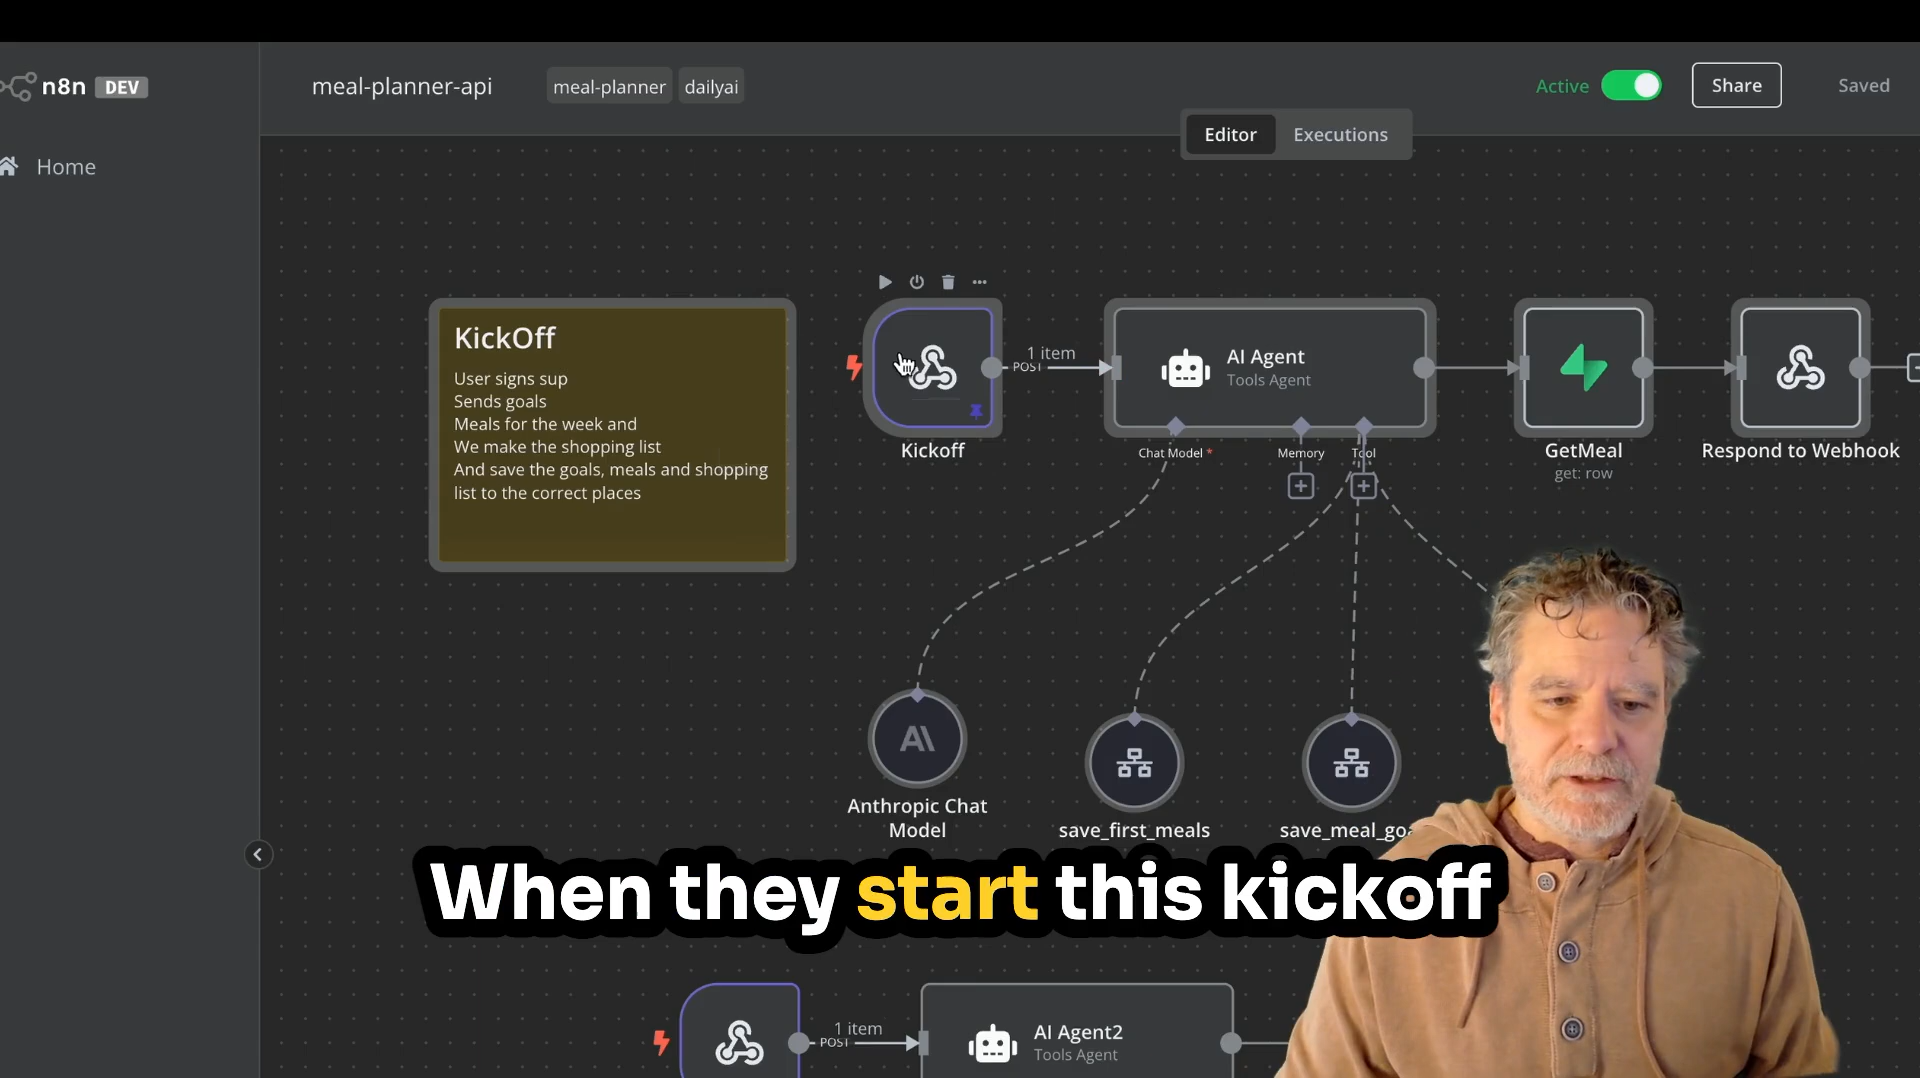 n8n DEV
meal-planner-api
meal-planner
dailyai
Active
Share
Saved
Editor
Executions
Home
KickOff
User signs sup
Sends goals
Meals for the week and
We make the shopping list
And save the goals, meals and shopping
list to the correct places
1 item
POST
AI Agent
Tools Agent
Kickoff
Chat Model *
Memory
Tool
GetMeal
get: row
Respond to Webhook
Anthropic Chat
Model
save_first_meals
save_meal_goa
When they start this kickoff
1 item
POST
AI Agent2
Tools Agent